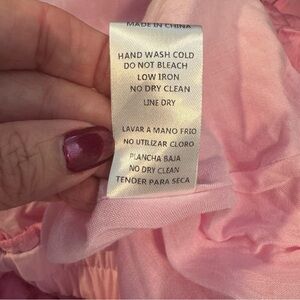 MADE IN CHINA
HAND WASH COLD
DO NOT BLEACH
LOW IRON
NO DRY CLEAN
LINE DRY
LAVAR A MANO FRIO
NO UTILIZAR CLORO
PLANCHA BAJA
NO DRY CLEAN
TENDER PARA SECA